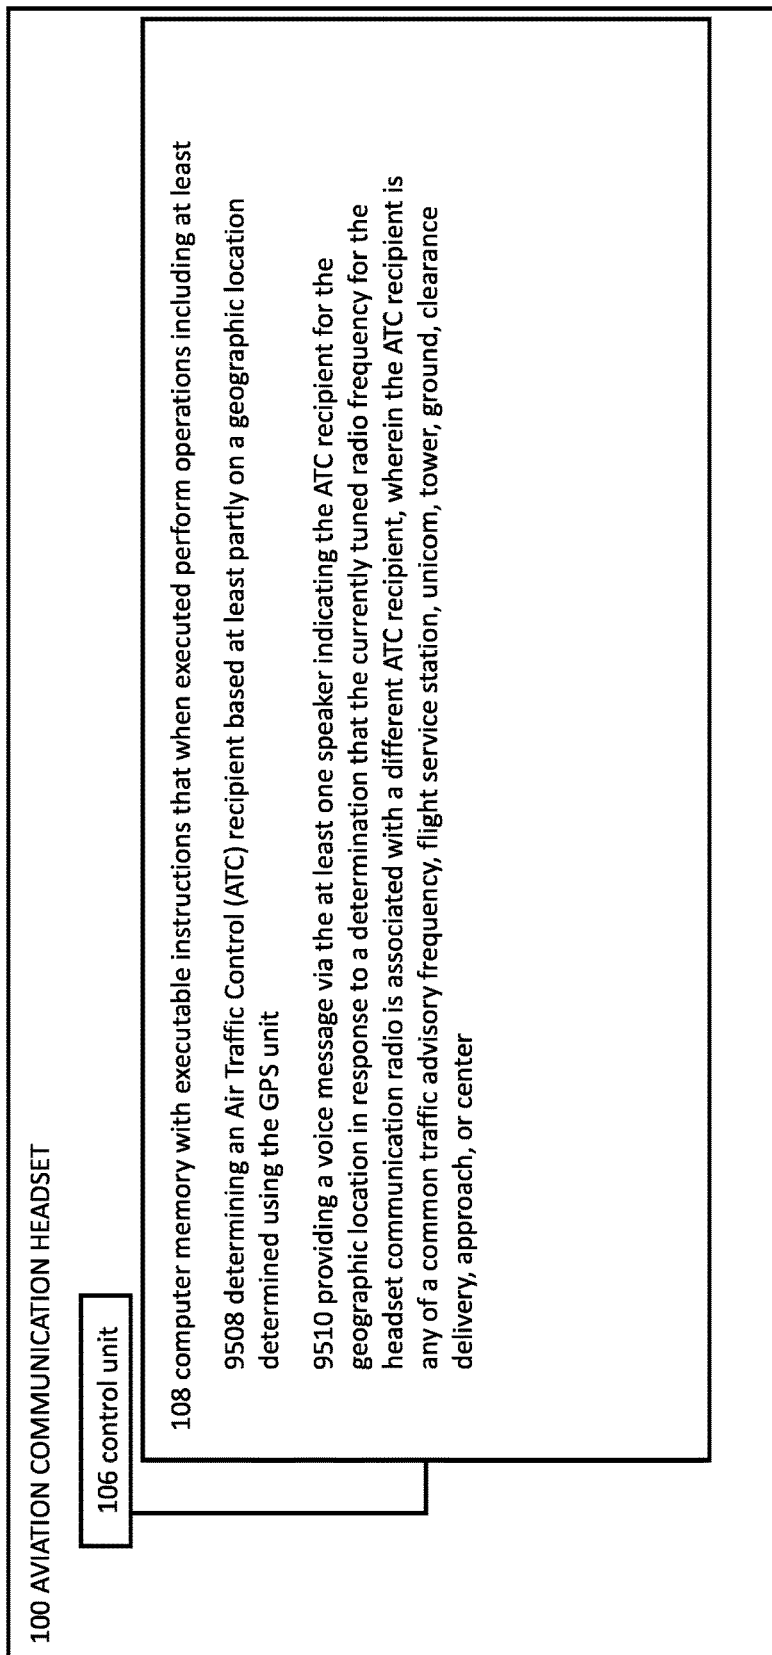 100 AVIATION COMMUNICATION HEADSET
106 control unit
108 computer memory with executable instructions that when executed perform operations including at least
9508 determining an Air Traffic Control (ATC) recipient based at least partly on a geographic location
determined using the GPS unit
9510 providing a voice message via the at least one speaker indicating the ATC recipient for the
geographic location in response to a determination that the currently tuned radio frequency for the
headset communication radio is associated with a different ATC recipient, wherein the ATC recipient is
any of a common traffic advisory frequency, flight service station, unicom, tower, ground, clearance
delivery, approach, or center